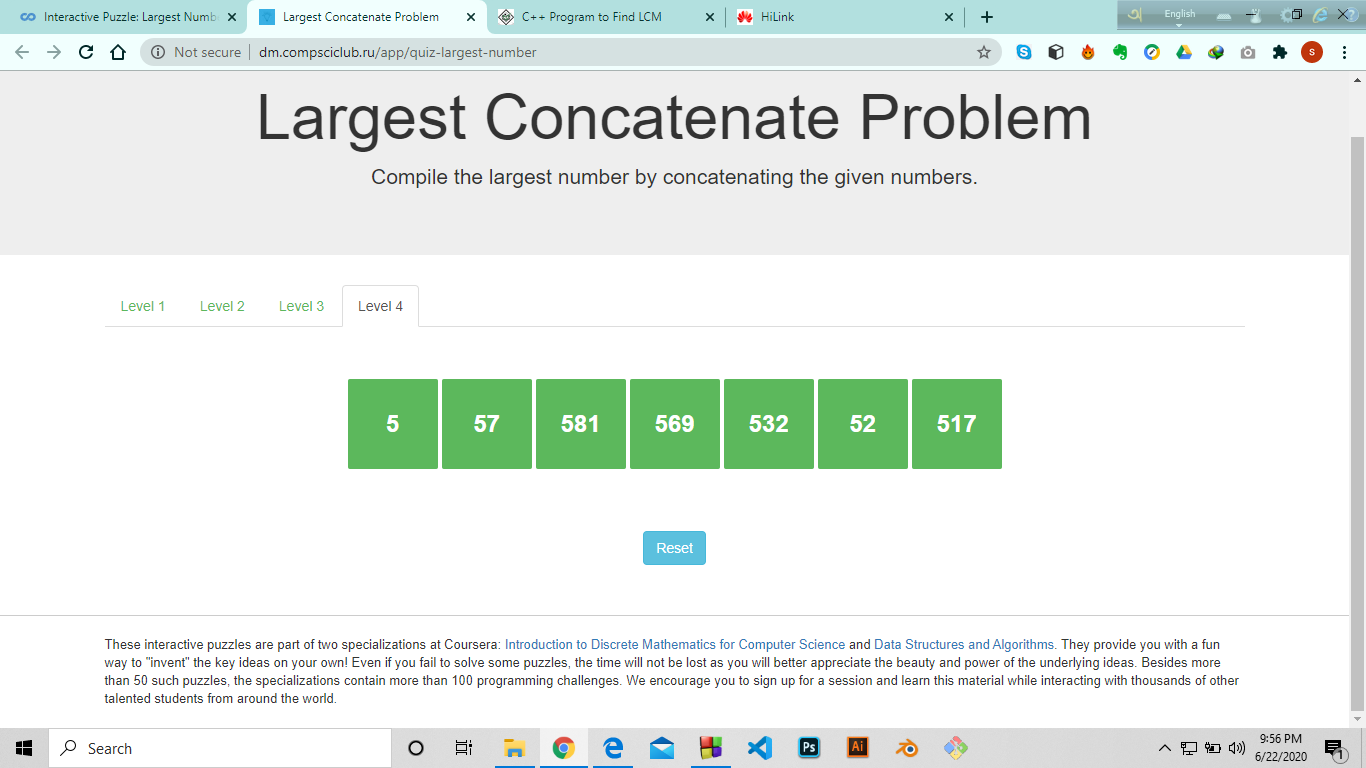 Interactive Puzzle: Largest Numb
Largest Concatenate Problem
C++ Program to Find LCM
HiLink
English
Not secure
dm.compsciclub.ru/app/quiz-largest-number
S
Largest Concatenate Problem
Compile the largest number by concatenating the given numbers.
Level 1
Level 2
Level 3
Level 4
5
57
581
569
532
52
517
Reset
These interactive puzzles are part of two specializations at Coursera: Introduction to Discrete Mathematics for Computer Science and Data Structures and Algorithms. They provide you with a fun
way to "invent" the key ideas on your own! Even if you fail to solve some puzzles, the time will not be lost as you will better appreciate the beauty and power of the underlying ideas. Besides more
than 50 such puzzles, the specializations contain more than 100 programming challenges. We encourage you to sign up for a session and learn this material while interacting with thousands of other
talented students from around the world.
Search
Ps
Ai
9:56 PM
6/22/2020
1